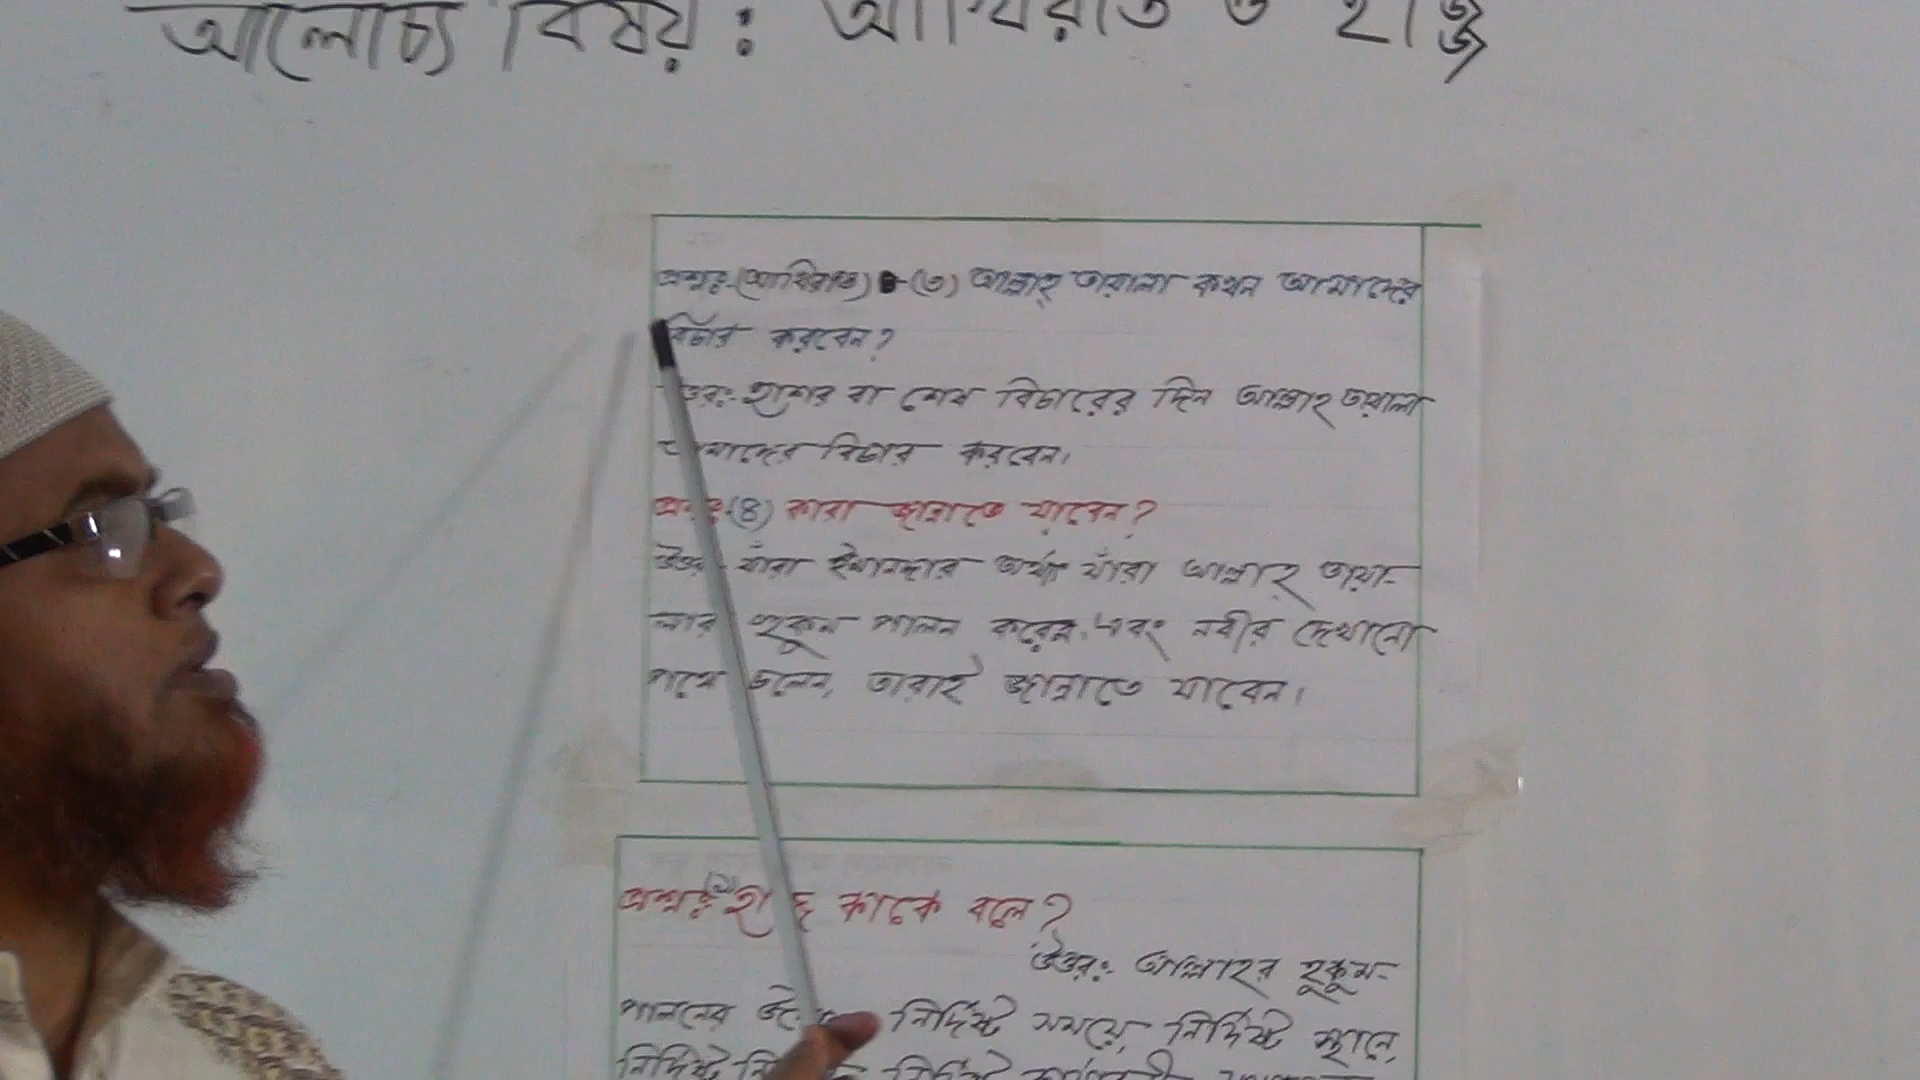 আলোচ্য বিষয়: আখিরাত ও হাজ্জ
প্রশ্নঃ-(আখিরাত) (৩) আল্লাহ্ তায়ালা কখন আমাদের
বিচার করবেন?
উত্তরঃ- হাশর বা শেষ বিচারের দিন আল্লাহ তায়ালা
আমাদের বিচার করবেন।
প্রশ্নঃ(৪) কারা জান্নাতে যাবেন?
উত্তর যাঁরা ঈমানদার অর্থাৎ যাঁরা আল্লাহ্ তায়া-
লার হুকুম পালন করেন, এবং নবীর দেখানো
পথে চলেন, তারাই জান্নাতে যাবেন।
প্রশ্নঃ হাজ্জ কাকে বলে?
উত্তরঃ- আল্লাহর হুকুম-
পালনের নির্দিষ্ট সময়ে, নির্দিষ্ট স্থানে,
নির্দিষ্ট নির্দিষ্ট